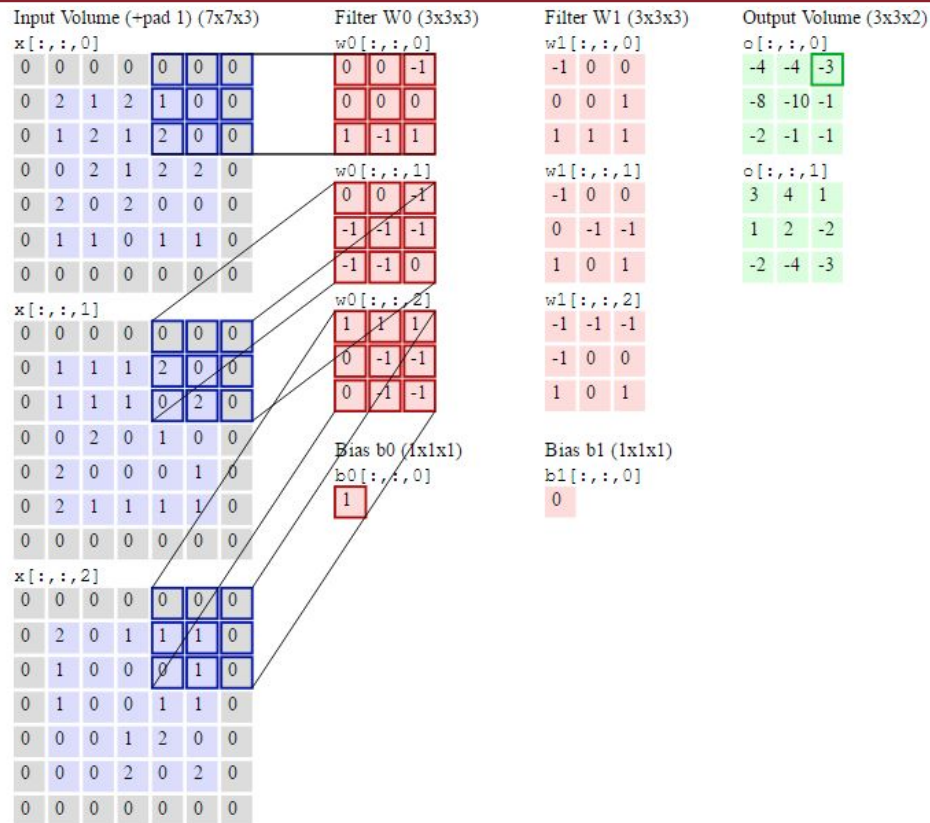 Input Volume (+pad 1) (7x7x3)
x[:,:,0]
0 0 0 0 0 0 0
0 2 1 2 1 0 0
0 1 2 1 2 0 0
0 0 2 1 2 2 0
0 2 0 2 0 0 0
0 1 1 0 1 1 0
0 0 0 0 0 0 0
x[:,:,1]
0 0 0 0 0 0 0
0 1 1 1 2 0 0
0 1 1 1 0 2 0
0 0 2 0 1 0 0
0 2 0 0 0 1 0
0 2 1 1 1 1 0
0 0 0 0 0 0 0
x[:,:,2]
0 0 0 0 0 0 0
0 2 0 1 1 1 0
0 1 0 0 0 1 0
0 1 0 0 1 1 0
0 0 0 1 2 0 0
0 0 0 2 0 2 0
0 0 0 0 0 0 0
Filter W0 (3x3x3)
w0[:,:,0]
0 0 -1
0 0 0
1 -1 1
w0[:,:,1]
0 0 -1
-1 -1 -1
-1 -1 0
w0[:,:,2]
1 1 1
0 -1 -1
0 -1 -1
Bias b0 (1x1x1)
b0[:,:,0]
1
Filter W1 (3x3x3)
w1[:,:,0]
-1 0 0
0 0 1
1 1 1
w1[:,:,1]
-1 0 0
0 -1 -1
1 0 1
w1[:,:,2]
-1 -1 -1
-1 0 0
1 0 1
Bias b1 (1x1x1)
b1[:,:,0]
0
Output Volume (3x3x2)
o[:,:,0]
-4 -4 -3
-8 -10 -1
-2 -1 -1
o[:,:,1]
3 4 1
1 2 -2
-2 -4 -3